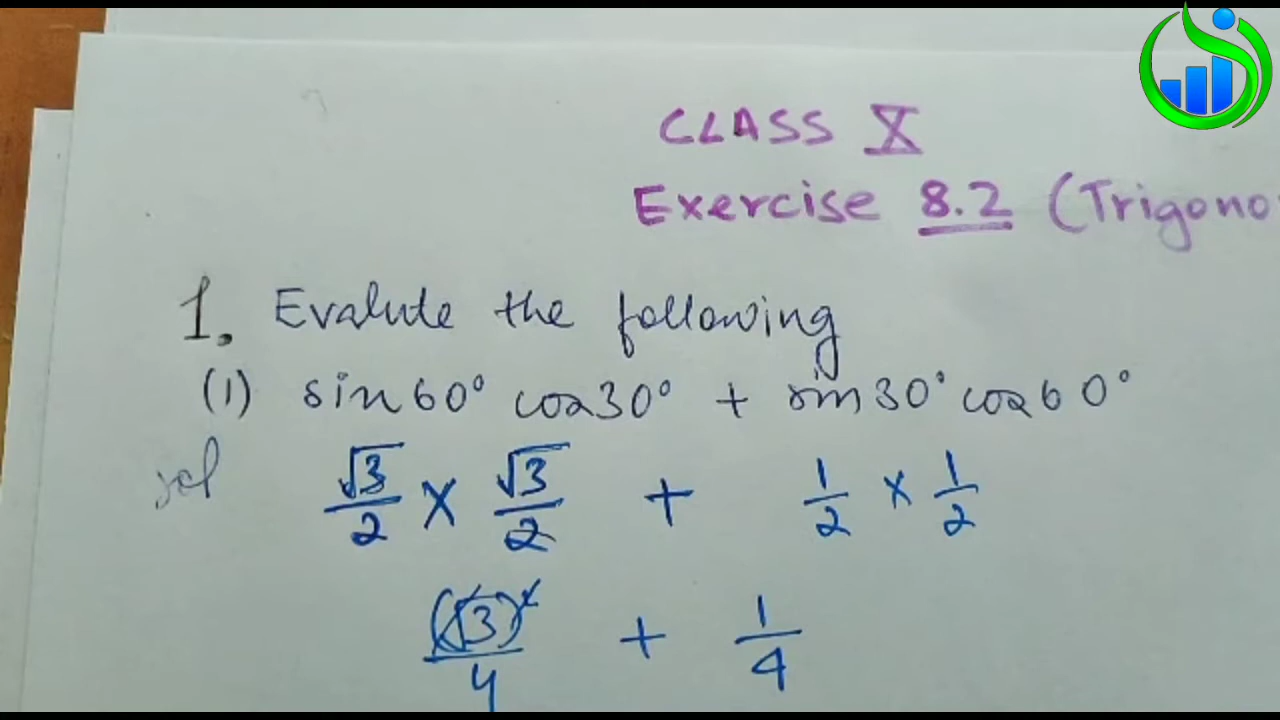 CLASS X
Exercise 8.2 (Trigono
1. Evalute the following
(1) sin60° cos30° + sin30° cos60°
sol √3/2 × √3/2 + 1/2 × 1/2
(√3)²/4 + 1/4